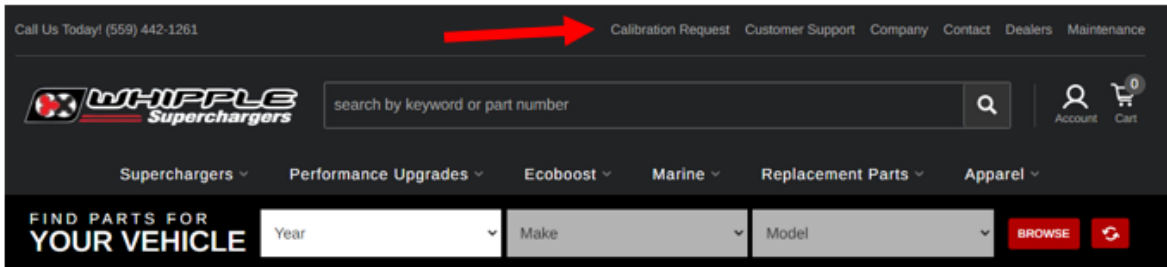 Call Us Today! (559) 442-1261 Calibration Request Customer Support Company Contact Dealers Maintenance
WHIPPLE
Superchargers
search by keyword or part number
0
Account Cart
Superchargers Performance Upgrades Ecoboost Marine Replacement Parts Apparel
FIND PARTS FOR
YOUR VEHICLE
Year Make Model BROWSE